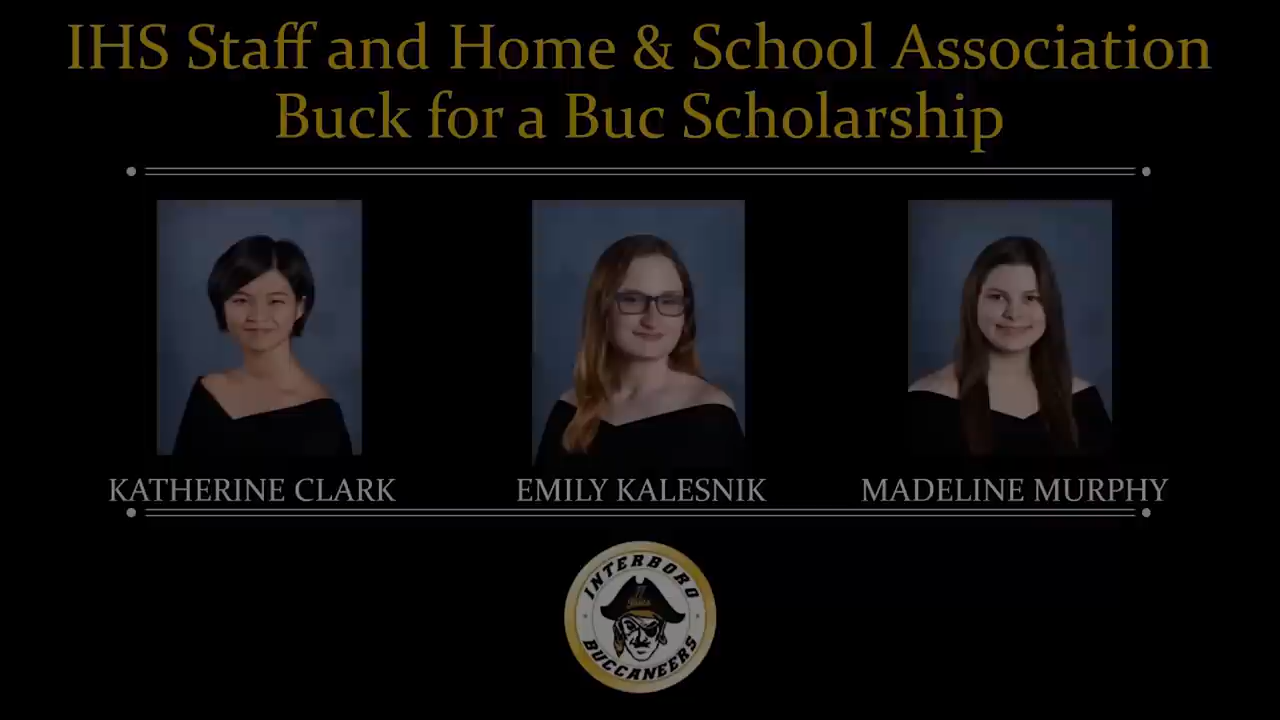 IHS Staff and Home & School Association
Buck for a Buc Scholarship
KATHERINE CLARK
EMILY KALESNIK
MADELINE MURPHY
INTERBORO
BUCCANEERS